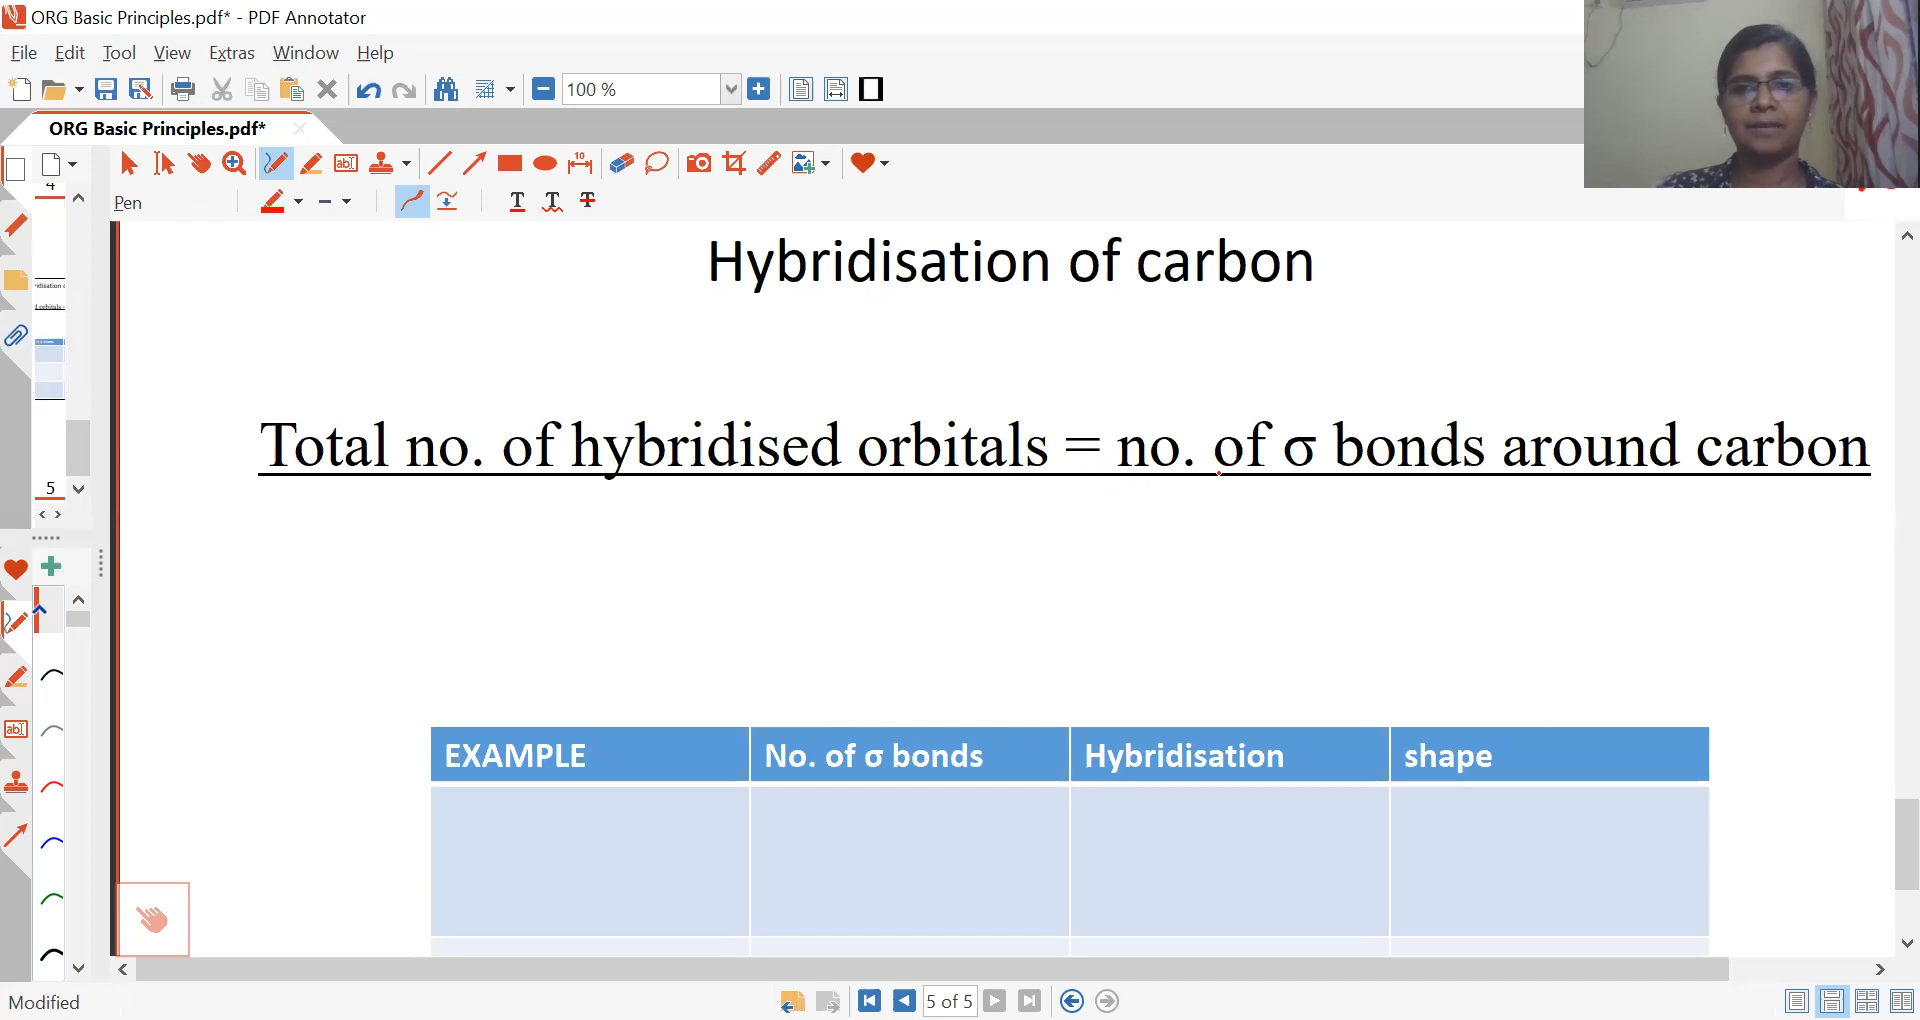 ORG Basic Principles.pdf* - PDF Annotator
File Edit Tool View Extras Window Help
100 %
ORG Basic Principles.pdf*
Pen
Hybridisation of carbon
Total no. of hybridised orbitals = no. of σ bonds around carbon
EXAMPLE No. of σ bonds Hybridisation shape
4
5
Modified
5 of 5